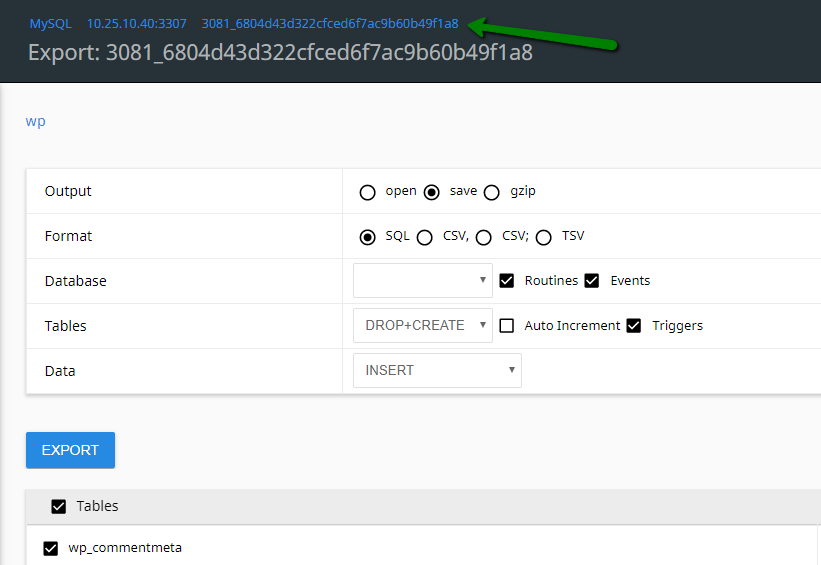 MySQL 10.25.10.40:3307 3081_6804d43d322cfced6f7ac9b60b49f1a8
Export: 3081_6804d43d322cfced6f7ac9b60b49f1a8
wp
Output open save gzip
Format SQL CSV, CSV; TSV
Database Routines Events
Tables DROP+CREATE Auto Increment Triggers
Data INSERT
EXPORT
Tables
wp_commentmeta